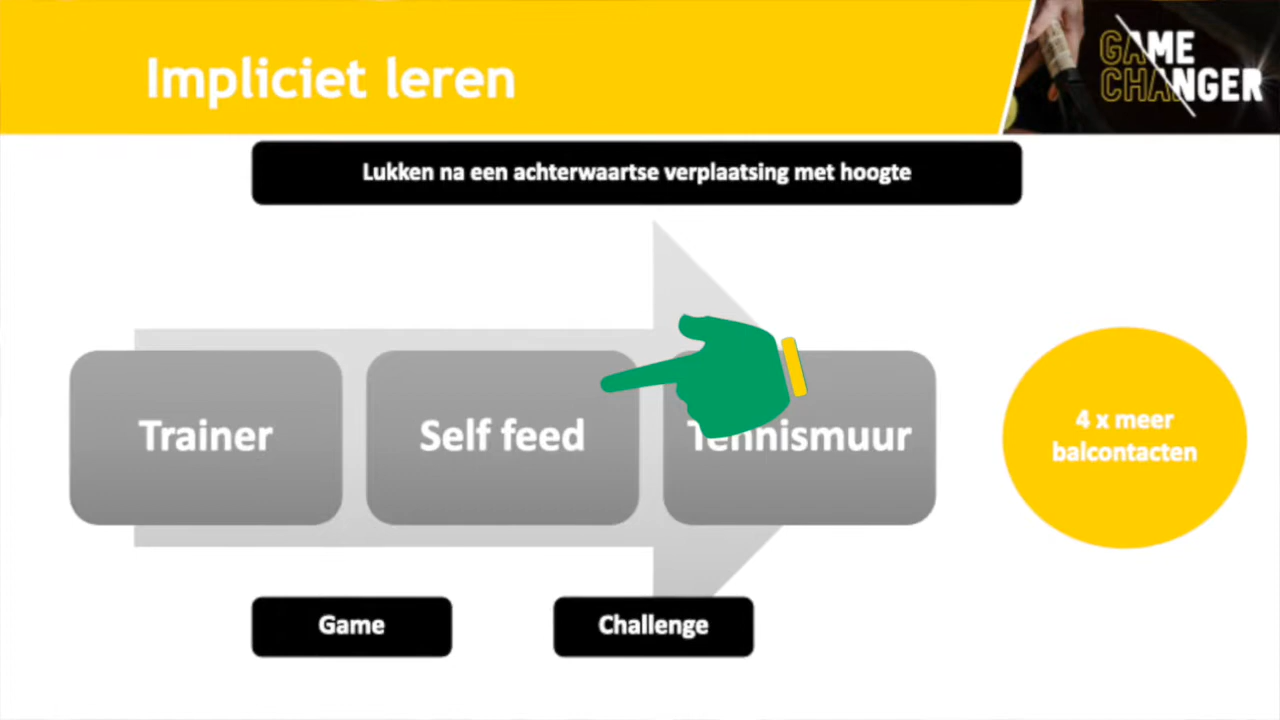 Impliciet leren
GAME
CHANGER
Lukken na een achterwaartse verplaatsing met hoogte
Trainer
Self feed
Tennismuur
4 x meer
balcontacten
Game
Challenge